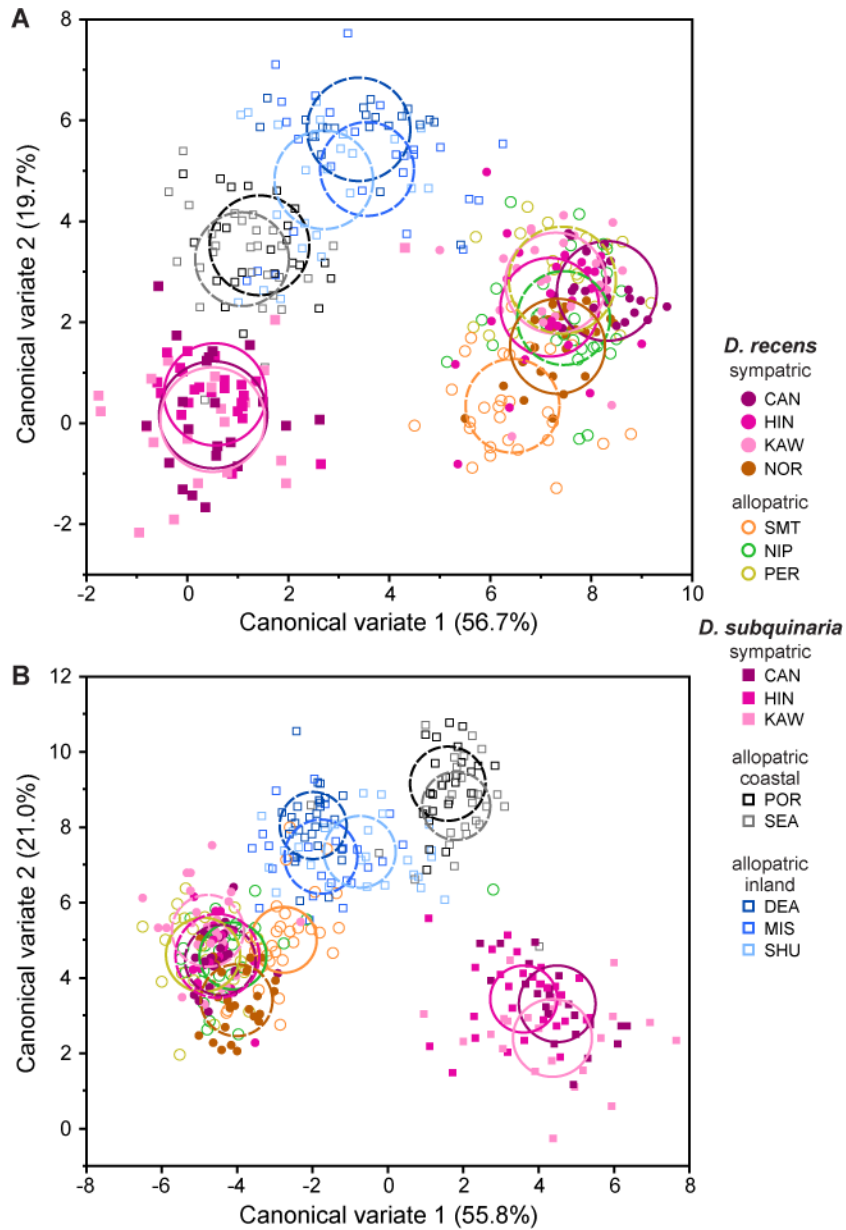 A
8
6
4
2
0
-2
Canonical variate 2 (19.7%)
-2 0 2 4 6 8 10
Canonical variate 1 (56.7%)
D. recens
sympatric
CAN
HIN
KAW
NOR
allopatric
SMT
NIP
PER
D. subquinaria
sympatric
CAN
HIN
KAW
allopatric
coastal
POR
SEA
allopatric
inland
DEA
MIS
SHU
B
12
10
8
6
4
2
0
Canonical variate 2 (21.0%)
-6 -4 -2 0 2 4 6 8
Canonical variate 1 (55.8%)